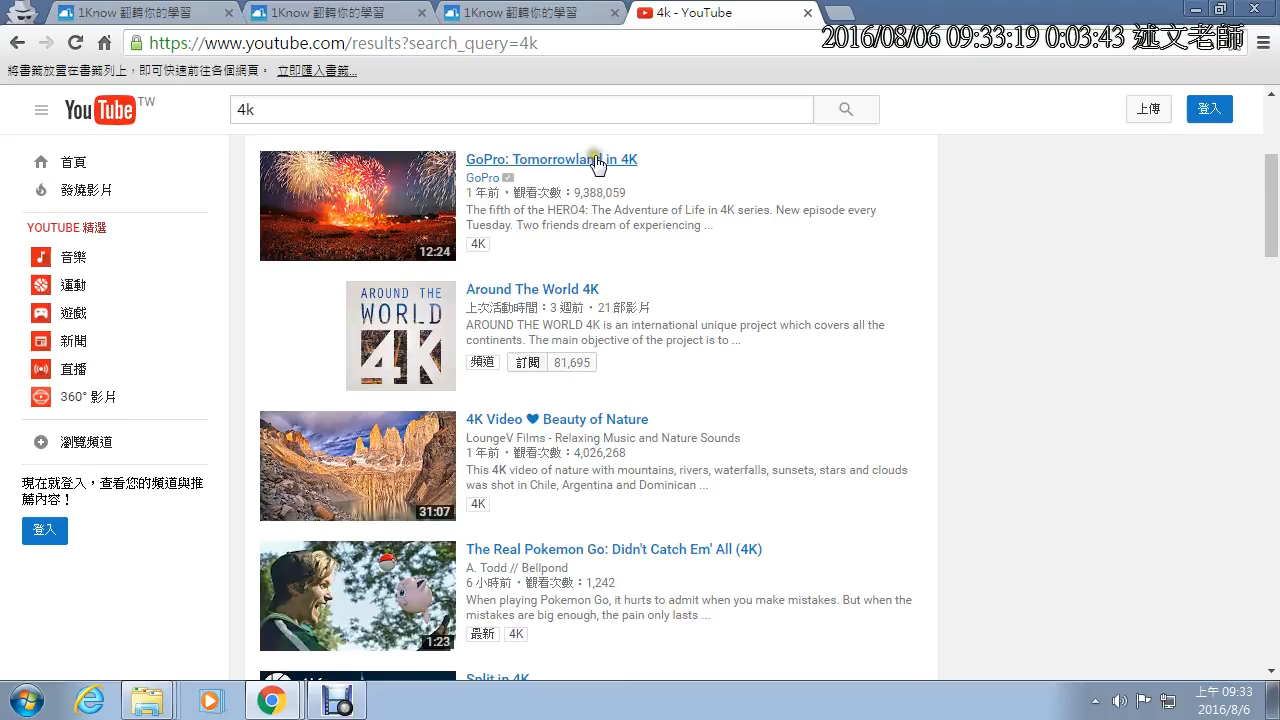 1Know 翻轉你的學習
1Know 翻轉你的學習
1Know 翻轉你的學習
4k - YouTube
https://www.youtube.com/results?search_query=4k
2016/08/06 09:33:19 0:03:43 述文老師
將書籤放置在書籤列上，即可快速前往各個網頁。 立即匯入書籤...
YouTube TW
4k
上傳
登入
首頁
發燒影片
YOUTUBE 精選
音樂
運動
遊戲
新聞
直播
360° 影片
瀏覽頻道
現在就登入，查看您的頻道與推
薦內容！
登入
12:24
GoPro: Tomorrowland in 4K
GoPro
1 年前・觀看次數：9,388,059
The fifth of the HERO4: The Adventure of Life in 4K series. New episode every
Tuesday. Two friends dream of experiencing ...
4K
AROUND THE
WORLD
4K
Around The World 4K
上次活動時間：3 週前・21 部影片
AROUND THE WORLD 4K is an international unique project which covers all the
continents. The main objective of the project is to ...
頻道 訂閱 81,695
31:07
4K Video ❤ Beauty of Nature
LoungeV Films - Relaxing Music and Nature Sounds
1 年前・觀看次數：4,026,268
This 4K video of nature with mountains, rivers, waterfalls, sunsets, stars and clouds
was shot in Chile, Argentina and Dominican ...
4K
1:23
The Real Pokemon Go: Didn't Catch Em' All (4K)
A. Todd // Bellpond
6 小時前・觀看次數：1,242
When playing Pokemon Go, it hurts to admit when you make mistakes. But when the
mistakes are big enough, the pain only lasts ...
最新 4K
Split in 4K
上午 09:33
2016/8/6